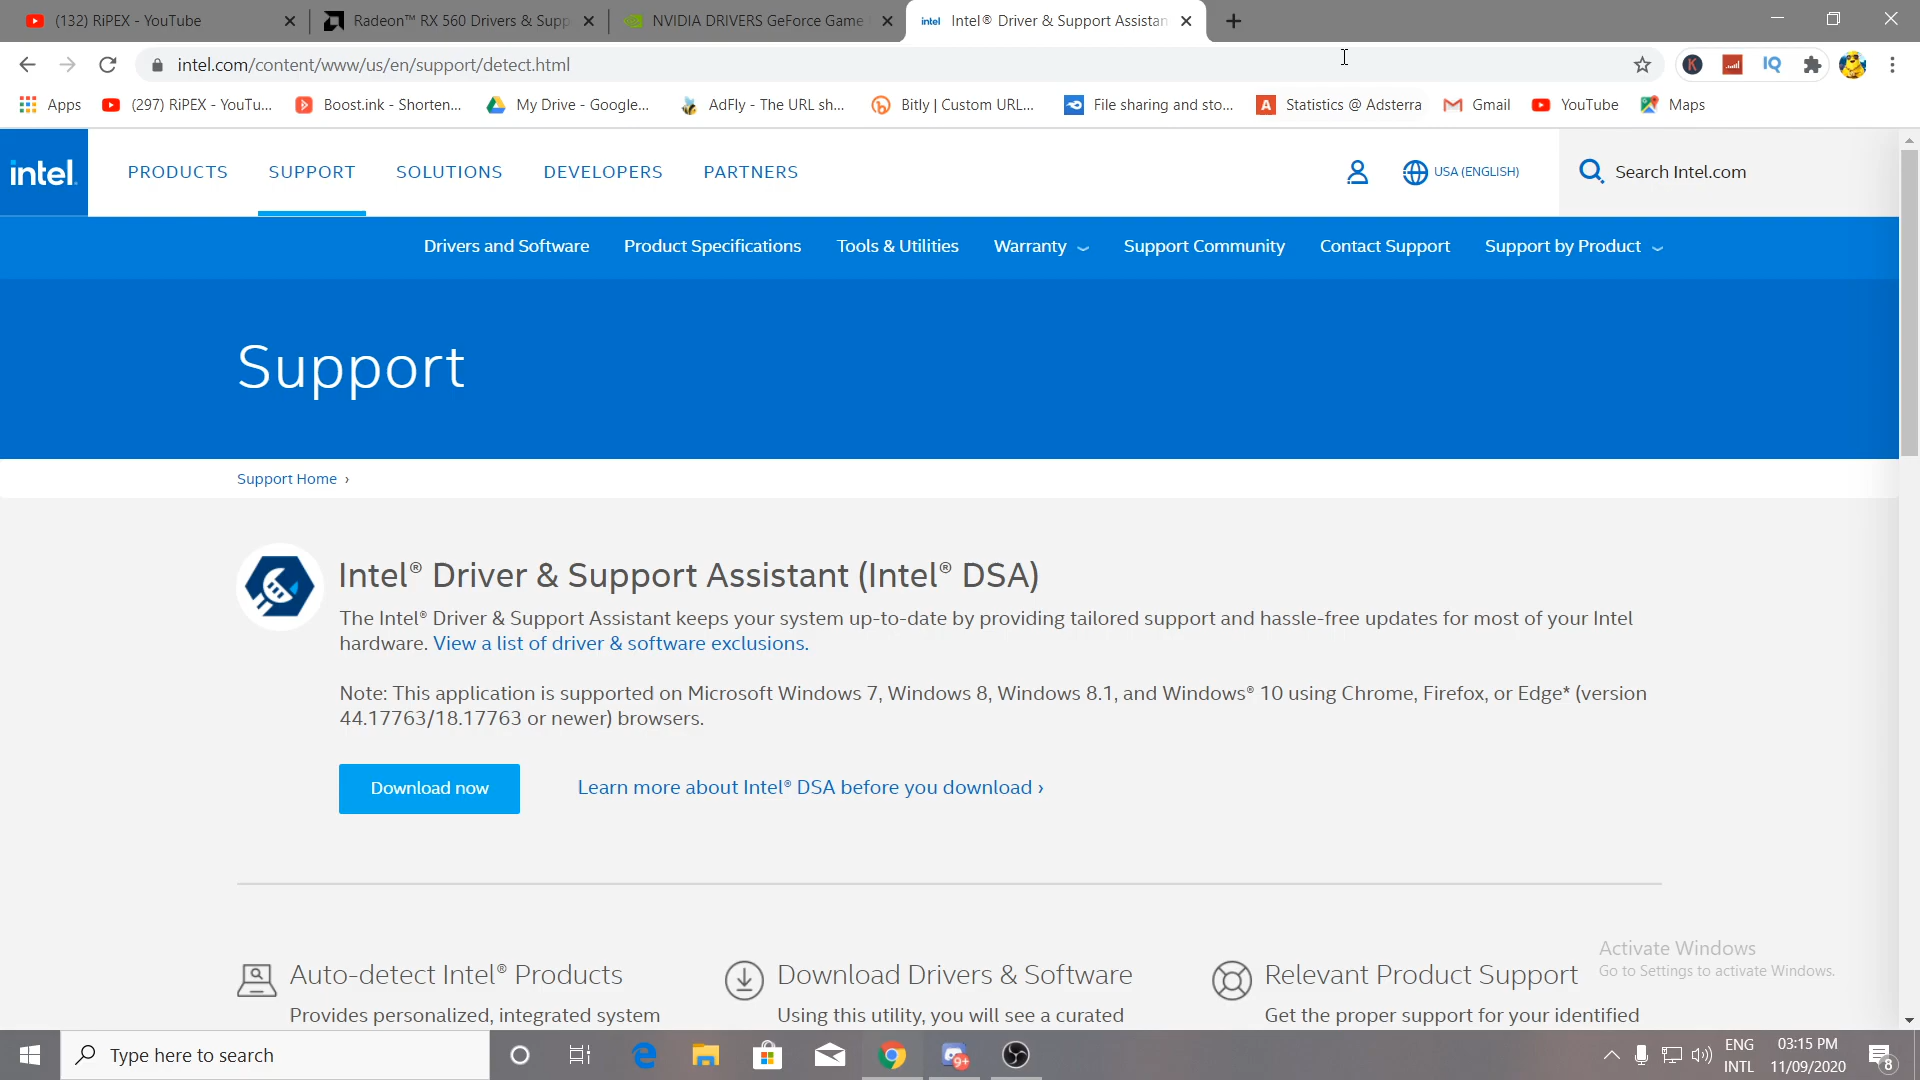 (132) RiPEX - YouTube
Radeon™ RX 560 Drivers & Supp
NVIDIA DRIVERS GeForce Game
intel Intel® Driver & Support Assistan
intel.com/content/www/us/en/support/detect.html
K
IQ
Apps
(297) RiPEX - YouTu...
Boost.ink - Shorten...
My Drive - Google...
AdFly - The URL sh...
Bitly | Custom URL...
File sharing and sto...
A Statistics @ Adsterra
Gmail
YouTube
Maps
intel.
PRODUCTS
SUPPORT
SOLUTIONS
DEVELOPERS
PARTNERS
USA (ENGLISH)
Search Intel.com
Drivers and Software
Product Specifications
Tools & Utilities
Warranty
Support Community
Contact Support
Support by Product
Support
Support Home ›
Intel® Driver & Support Assistant (Intel® DSA)
The Intel® Driver & Support Assistant keeps your system up-to-date by providing tailored support and hassle-free updates for most of your Intel
hardware. View a list of driver & software exclusions.
Note: This application is supported on Microsoft Windows 7, Windows 8, Windows 8.1, and Windows® 10 using Chrome, Firefox, or Edge* (version
44.17763/18.17763 or newer) browsers.
Download now
Learn more about Intel® DSA before you download ›
Auto-detect Intel® Products
Download Drivers & Software
Relevant Product Support
Provides personalized, integrated system
Using this utility, you will see a curated
Get the proper support for your identified
Activate Windows
Go to Settings to activate Windows.
Type here to search
9+
ENG
INTL
03:15 PM
11/09/2020
8